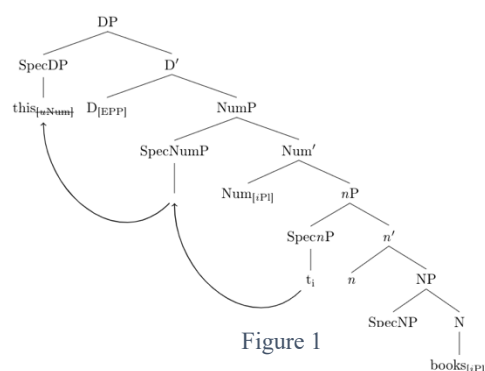 DP
SpecDP D′
this[uNum] D[EPP] NumP
SpecNumP Num′
Num[iPl] nP
SpecnP n′
ti n NP
SpecNP N
books[iPl]
Figure 1